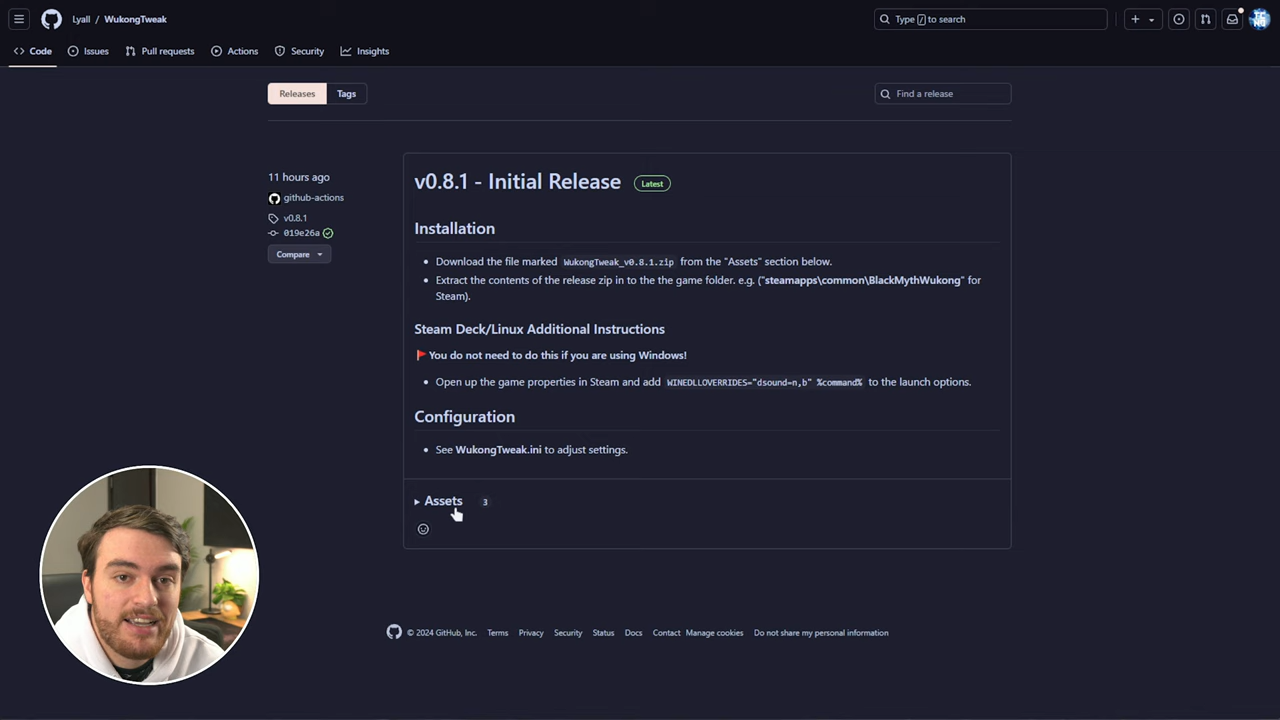 Lyall / WukongTweak
Type / to search
Code
Issues
Pull requests
Actions
Security
Insights
Releases
Tags
Find a release
11 hours ago
github-actions
v0.8.1
019e26a
Compare
v0.8.1 - Initial Release Latest
Installation
Download the file marked WukongTweak_v0.8.1.zip from the "Assets" section below.
Extract the contents of the release zip in to the the game folder. e.g. ("steamapps\common\BlackMythWukong" for
Steam).
Steam Deck/Linux Additional Instructions
You do not need to do this if you are using Windows!
Open up the game properties in Steam and add WINEDLLOVERRIDES="dsound=n,b" %command% to the launch options.
Configuration
See WukongTweak.ini to adjust settings.
Assets 3
© 2024 GitHub, Inc. Terms Privacy Security Status Docs Contact Manage cookies Do not share my personal information